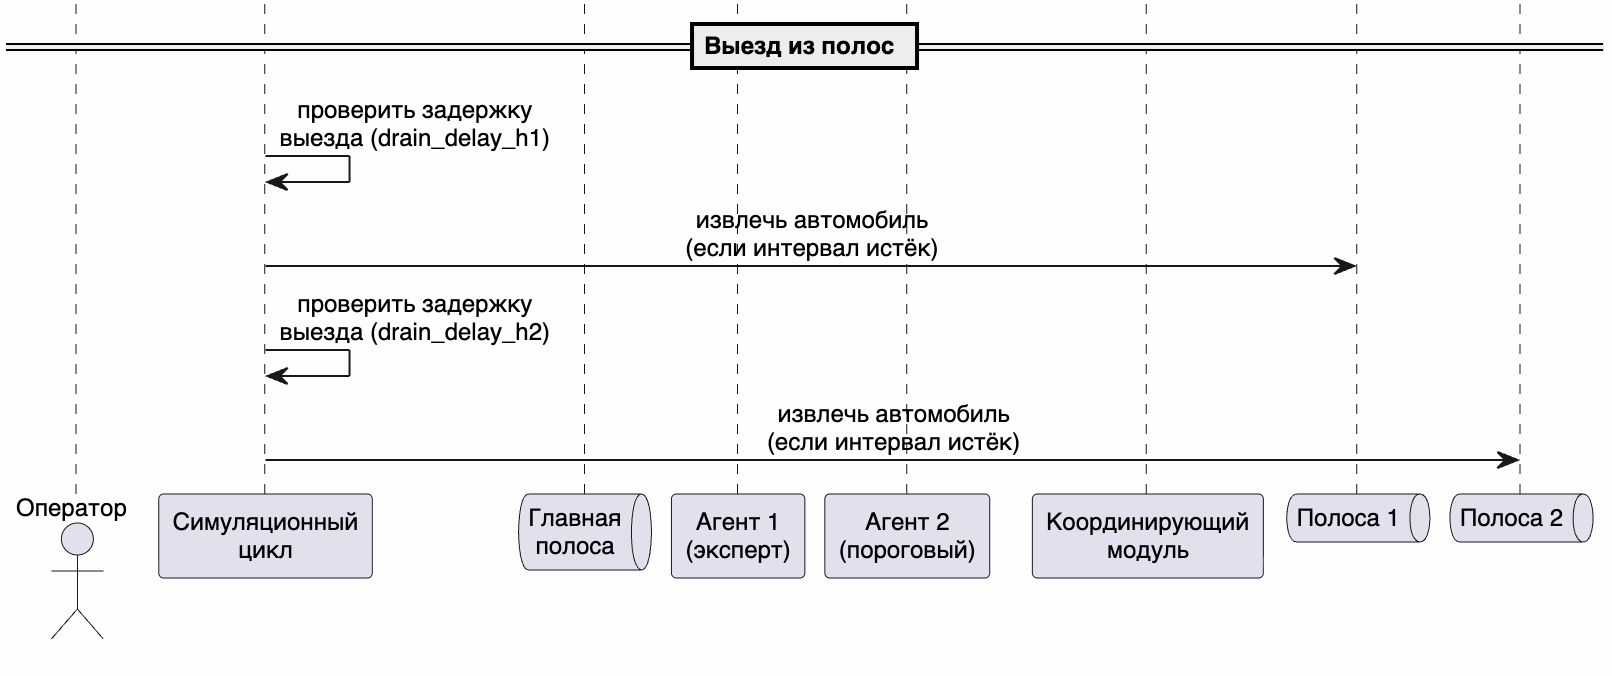 Выезд из полос
проверить задержку
выезда (drain_delay_h1)
извлечь автомобиль
(если интервал истёк)
проверить задержку
выезда (drain_delay_h2)
извлечь автомобиль
(если интервал истёк)
Оператор
Симуляционный
цикл
Главная
полоса
Агент 1
(эксперт)
Агент 2
(пороговый)
Координирующий
модуль
Полоса 1
Полоса 2